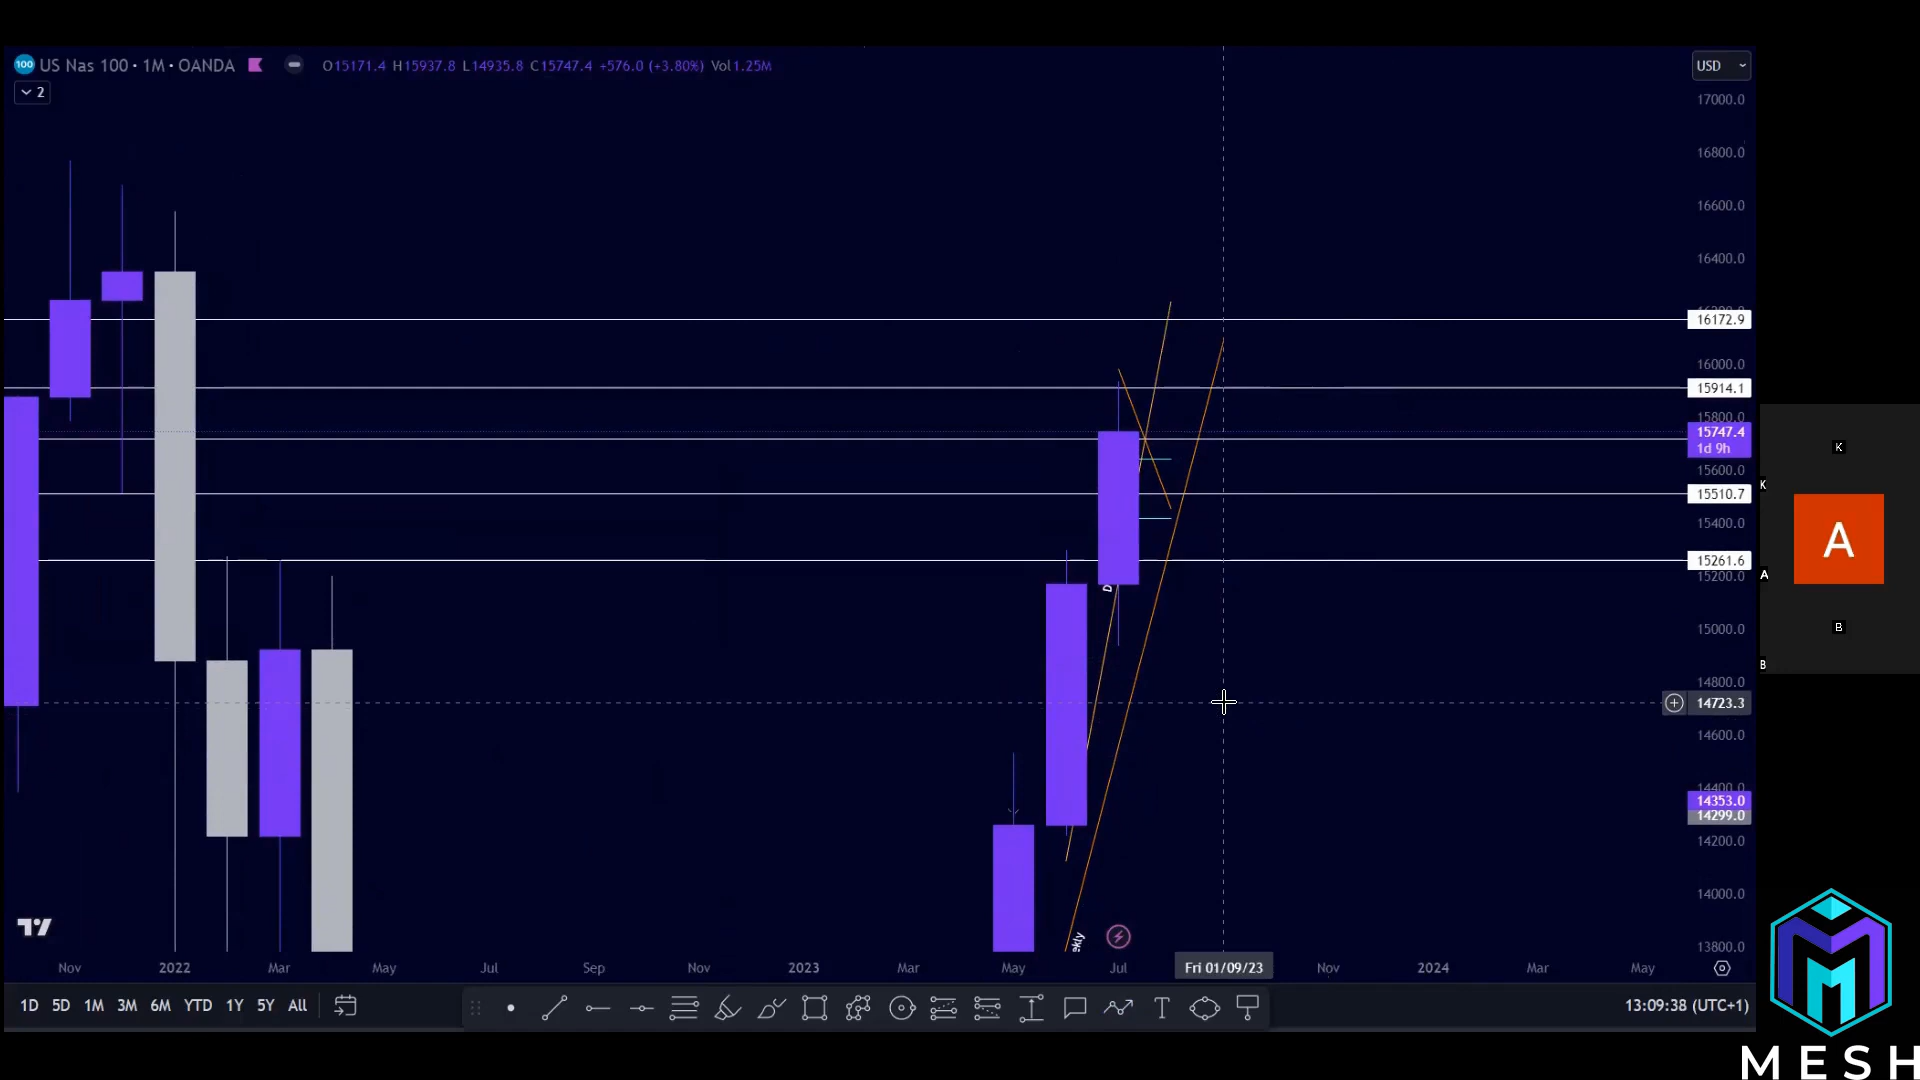 100 US Nas 100 • 1M • OANDA O15171.4 H15937.8 L14935.8 C15747.4 +576.0 (+3.80%) Vol1.25M
2
USD
17000.0
16800.0
16600.0
16400.0
16172.9
16000.0
15914.1
15800.0
15747.4
1d 9h
15600.0
15510.7
15400.0
15261.6
15200.0
15000.0
14800.0
14723.3
14600.0
14400.0
14353.0
14299.0
14200.0
14000.0
13800.0
D
ekly
Nov 2022 Mar May Jul Sep Nov 2023 Mar May Jul Fri 01/09/23 Nov 2024 Mar May
1D 5D 1M 3M 6M YTD 1Y 5Y All
T
13:09:38 (UTC+1)
K
K
A
A
B
B
MESH